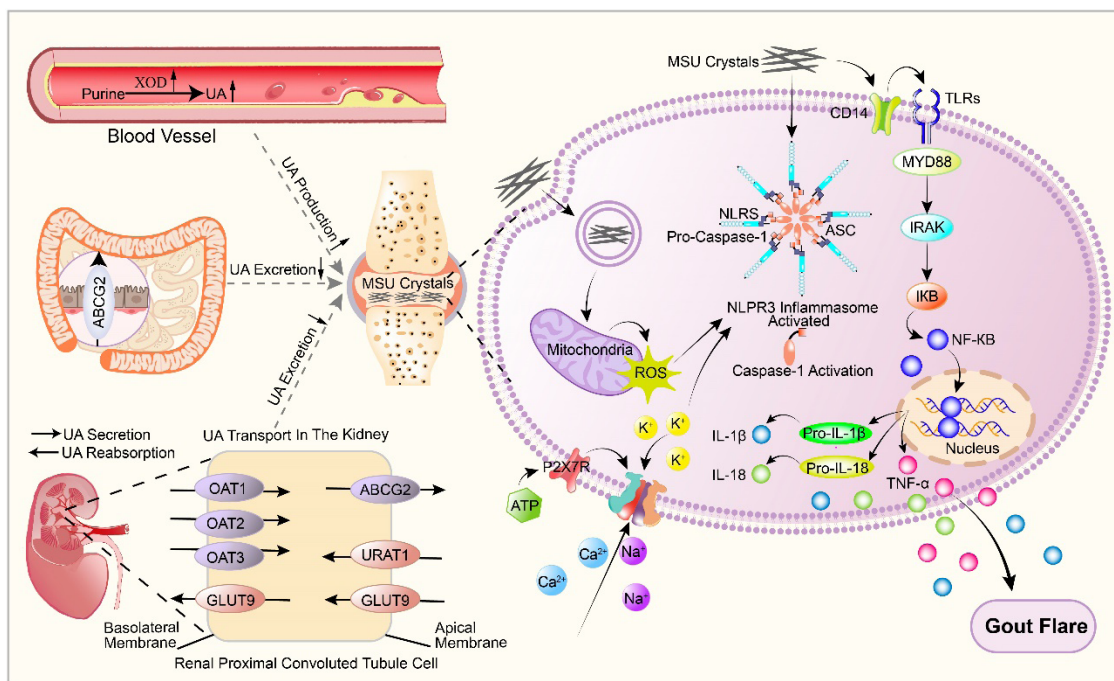 XOD
Purine
UA
Blood Vessel
UA Production
ABCG2
UA Excretion
MSU Crystals
UA Excretion
UA Secretion
UA Reabsorption
UA Transport In The Kidney
OAT1
ABCG2
OAT2
OAT3
URAT1
GLUT9
GLUT9
Basolateral
Membrane
Apical
Membrane
Renal Proximal Convoluted Tubule Cell
MSU Crystals
CD14
TLRs
MYD88
NLRS
ASC
Pro-Caspase-1
IRAK
IKB
NLPR3 Inflammasome
Activated
NF-KB
Mitochondria
ROS
Caspase-1 Activation
K+
K+
K+
IL-1β
Pro-IL-1β
Nucleus
IL-18
Pro-IL-18
TNF-α
P2X7R
ATP
Ca2+
Na+
Ca2+
Na+
Gout Flare